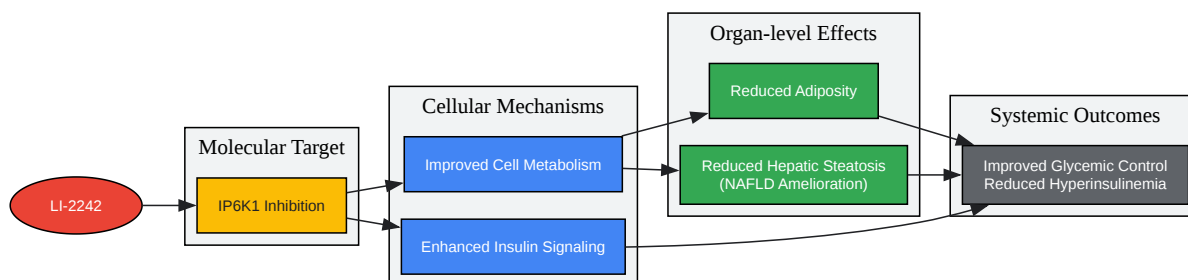 LI-2242
Molecular Target
IP6K1 Inhibition
Cellular Mechanisms
Improved Cell Metabolism
Enhanced Insulin Signaling
Organ-level Effects
Reduced Adiposity
Reduced Hepatic Steatosis
(NAFLD Amelioration)
Systemic Outcomes
Improved Glycemic Control
Reduced Hyperinsulinemia